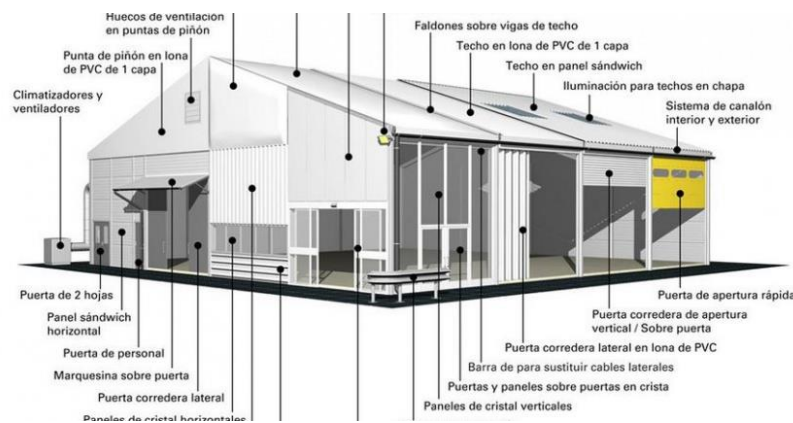 Huecos de ventilación
en puntas de piñón
Punta de piñón en lona
de PVC de 1 capa
Climatizadores y
ventiladores
Faldones sobre vigas de techo
Techo en lona de PVC de 1 capa
Techo en panel sándwich
Iluminación para techos en chapa
Sistema de canalón
interior y exterior
Puerta de 2 hojas
Panel sándwich
horizontal
Puerta de personal
Marquesina sobre puerta
Puerta corredera lateral
Paneles de cristal horizontales
Puerta de apertura rápida
Puerta corredera de apertura
vertical / Sobre puerta
Puerta corredera lateral en lona de PVC
Barra de para sustituir cables laterales
Puertas y paneles sobre puertas en crista
Paneles de cristal verticales